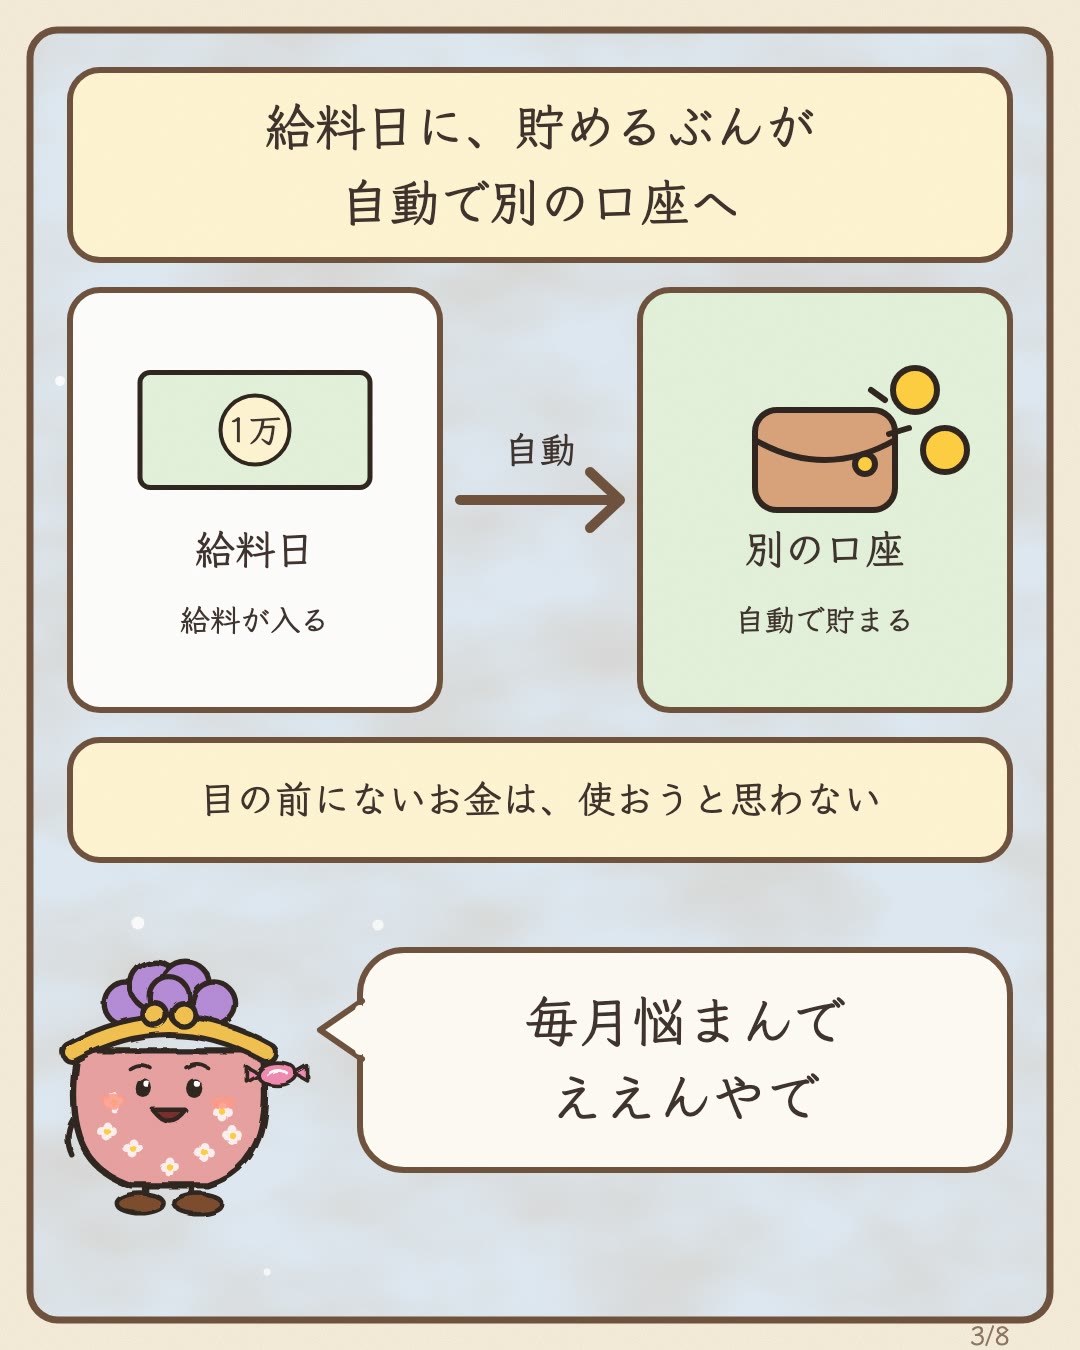 給料日に、貯めるぶんが
自動で別の口座へ
1万
給料日
給料が入る
自動
別の口座
自動で貯まる
目の前にないお金は、使おうと思わない
毎月悩まんで
ええんやで
3/8